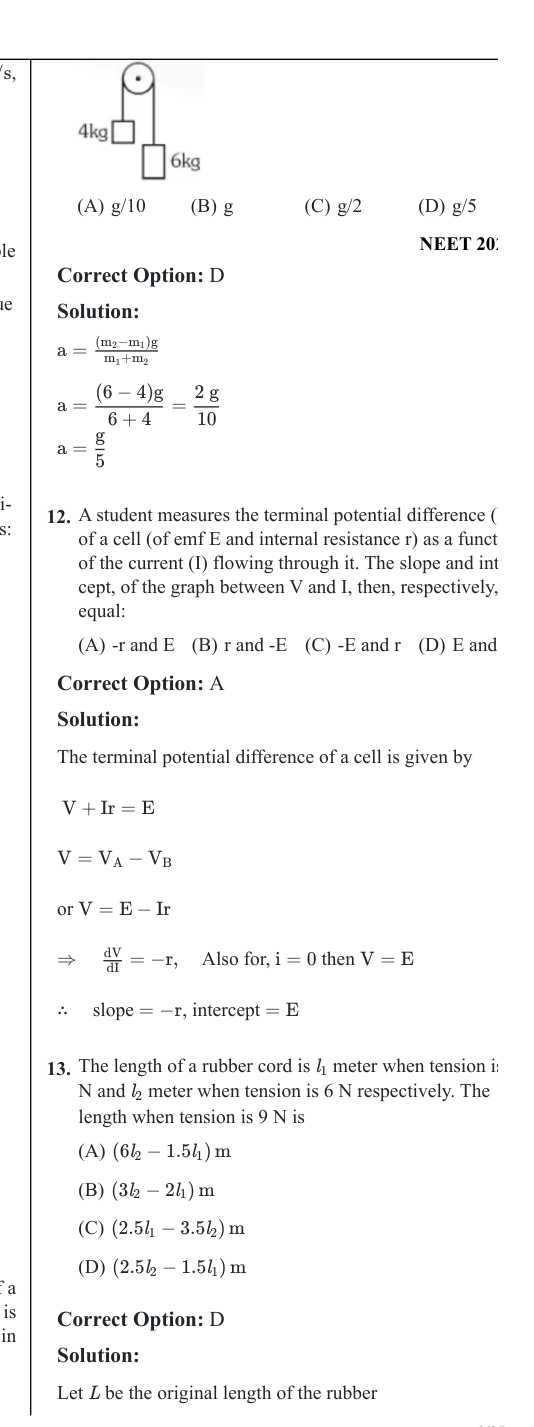 /s,
4kg
6kg
(A) g/10 (B) g (C) g/2 (D) g/5
NEET
Correct Option: D
Solution:
a = (m₂−m₁)g / m₁+m₂
a = (6 − 4)g / 6 + 4 = 2 g / 10
a = g / 5
12. A student measures the terminal potential difference (
of a cell (of emf E and internal resistance r) as a funct
of the current (I) flowing through it. The slope and int
cept, of the graph between V and I, then, respectively,
equal:
(A) -r and E (B) r and -E (C) -E and r (D) E and
Correct Option: A
Solution:
The terminal potential difference of a cell is given by
V + Ir = E
V = V_A − V_B
or V = E − Ir
⇒ dV/dI = −r, Also for, i = 0 then V = E
∴ slope = −r, intercept = E
13. The length of a rubber cord is l₁ meter when tension
N and l₂ meter when tension is 6 N respectively. The
length when tension is 9 N is
(A) (6l₂ − 1.5l₁) m
(B) (3l₂ − 2l₁) m
(C) (2.5l₁ − 3.5l₂) m
(D) (2.5l₂ − 1.5l₁) m
Correct Option: D
Solution:
Let L be the original length of the rubber